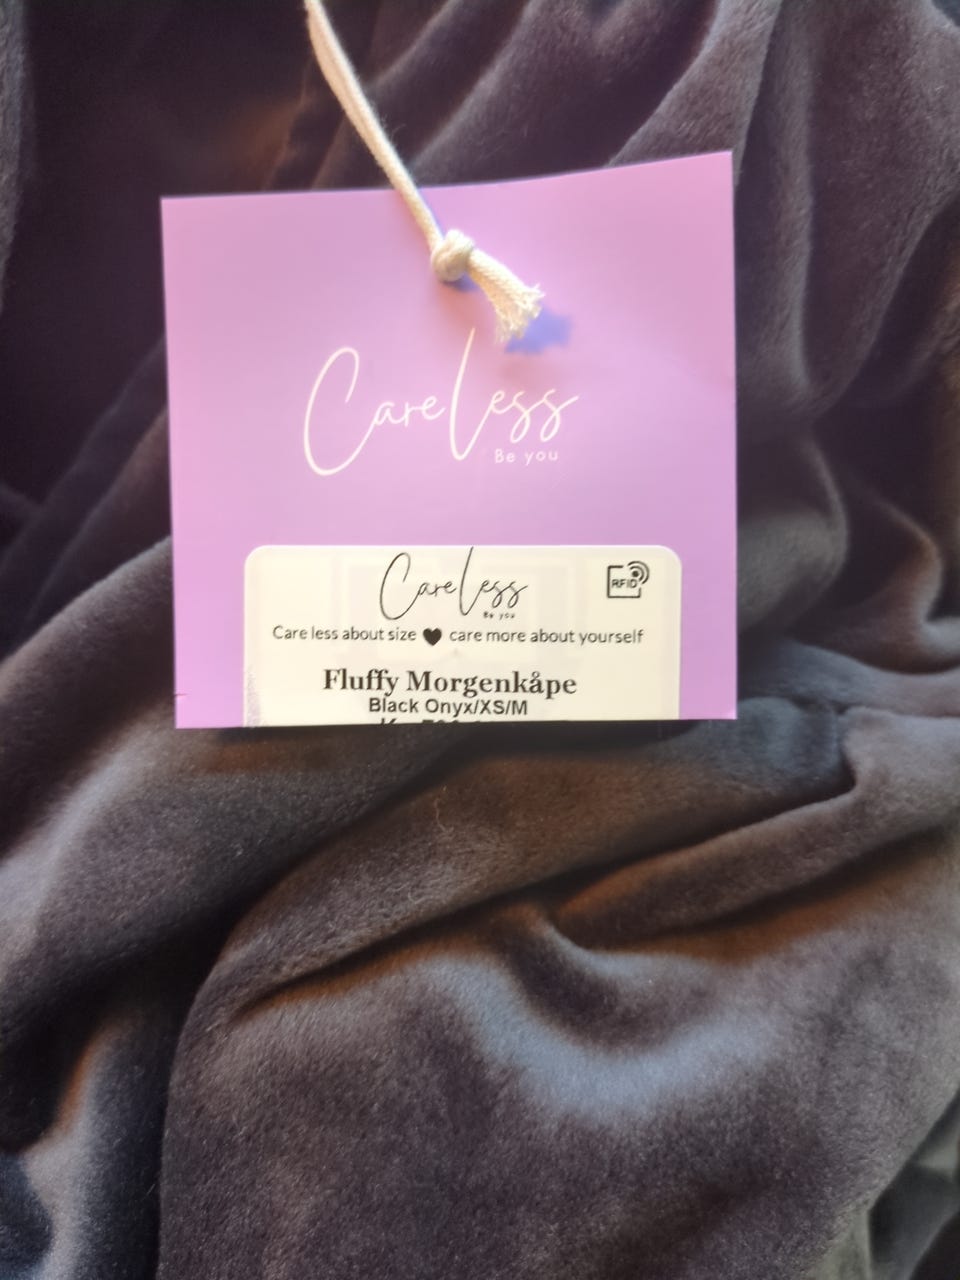 CareLess
Be you
CareLess
Be you
RFID
Care less about size ♥ care more about yourself
Fluffy Morgenkåpe
Black Onyx/XS/M